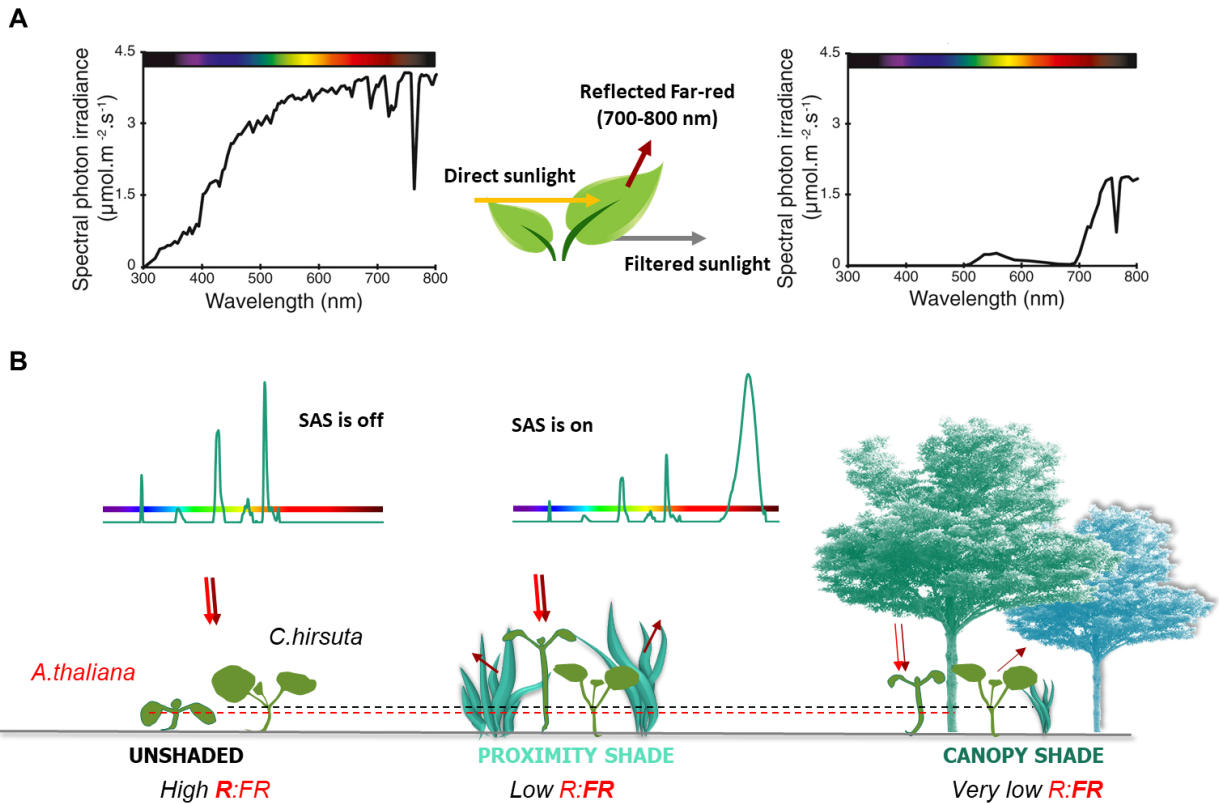 A
4.5
3
1.5
0
300 400 500 600 700 800
Spectral photon irradiance
(µmol.m⁻².s⁻¹)
Wavelength (nm)
Reflected Far-red
(700-800 nm)
Direct sunlight
Filtered sunlight
4.5
3
1.5
0
300 400 500 600 700 800
Spectral photon irradiance
(µmol.m⁻².s⁻¹)
Wavelength (nm)
B
SAS is off
SAS is on
C.hirsuta
A.thaliana
UNSHADED
PROXIMITY SHADE
CANOPY SHADE
High R:FR
Low R:FR
Very low R:FR